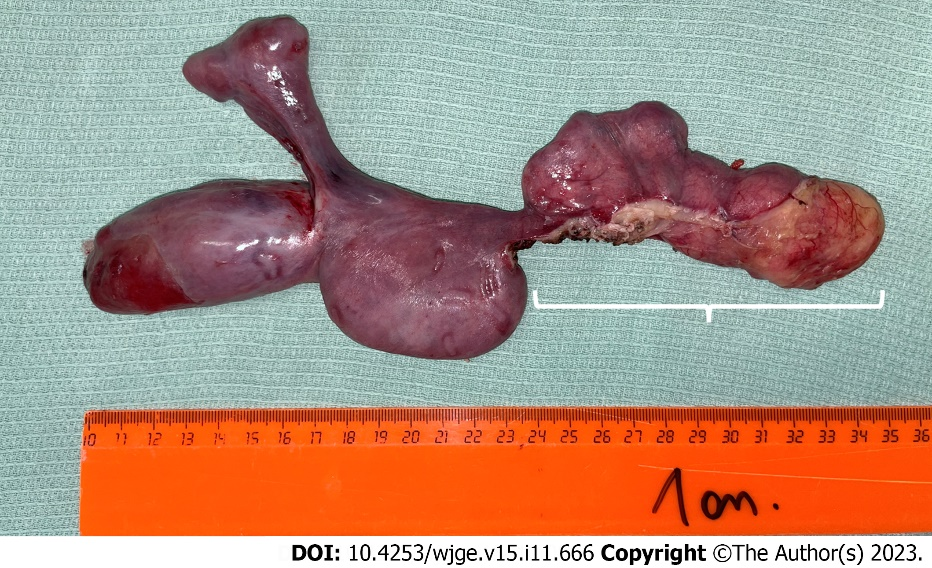 10 11 12 13 14 15 16 17 18 19 20 21 22 23 24 25 26 27 28 29 30 31 32 33 34 35 36
1 cm.
DOI: 10.4253/wjge.v15.i11.666 Copyright ©The Author(s) 2023.